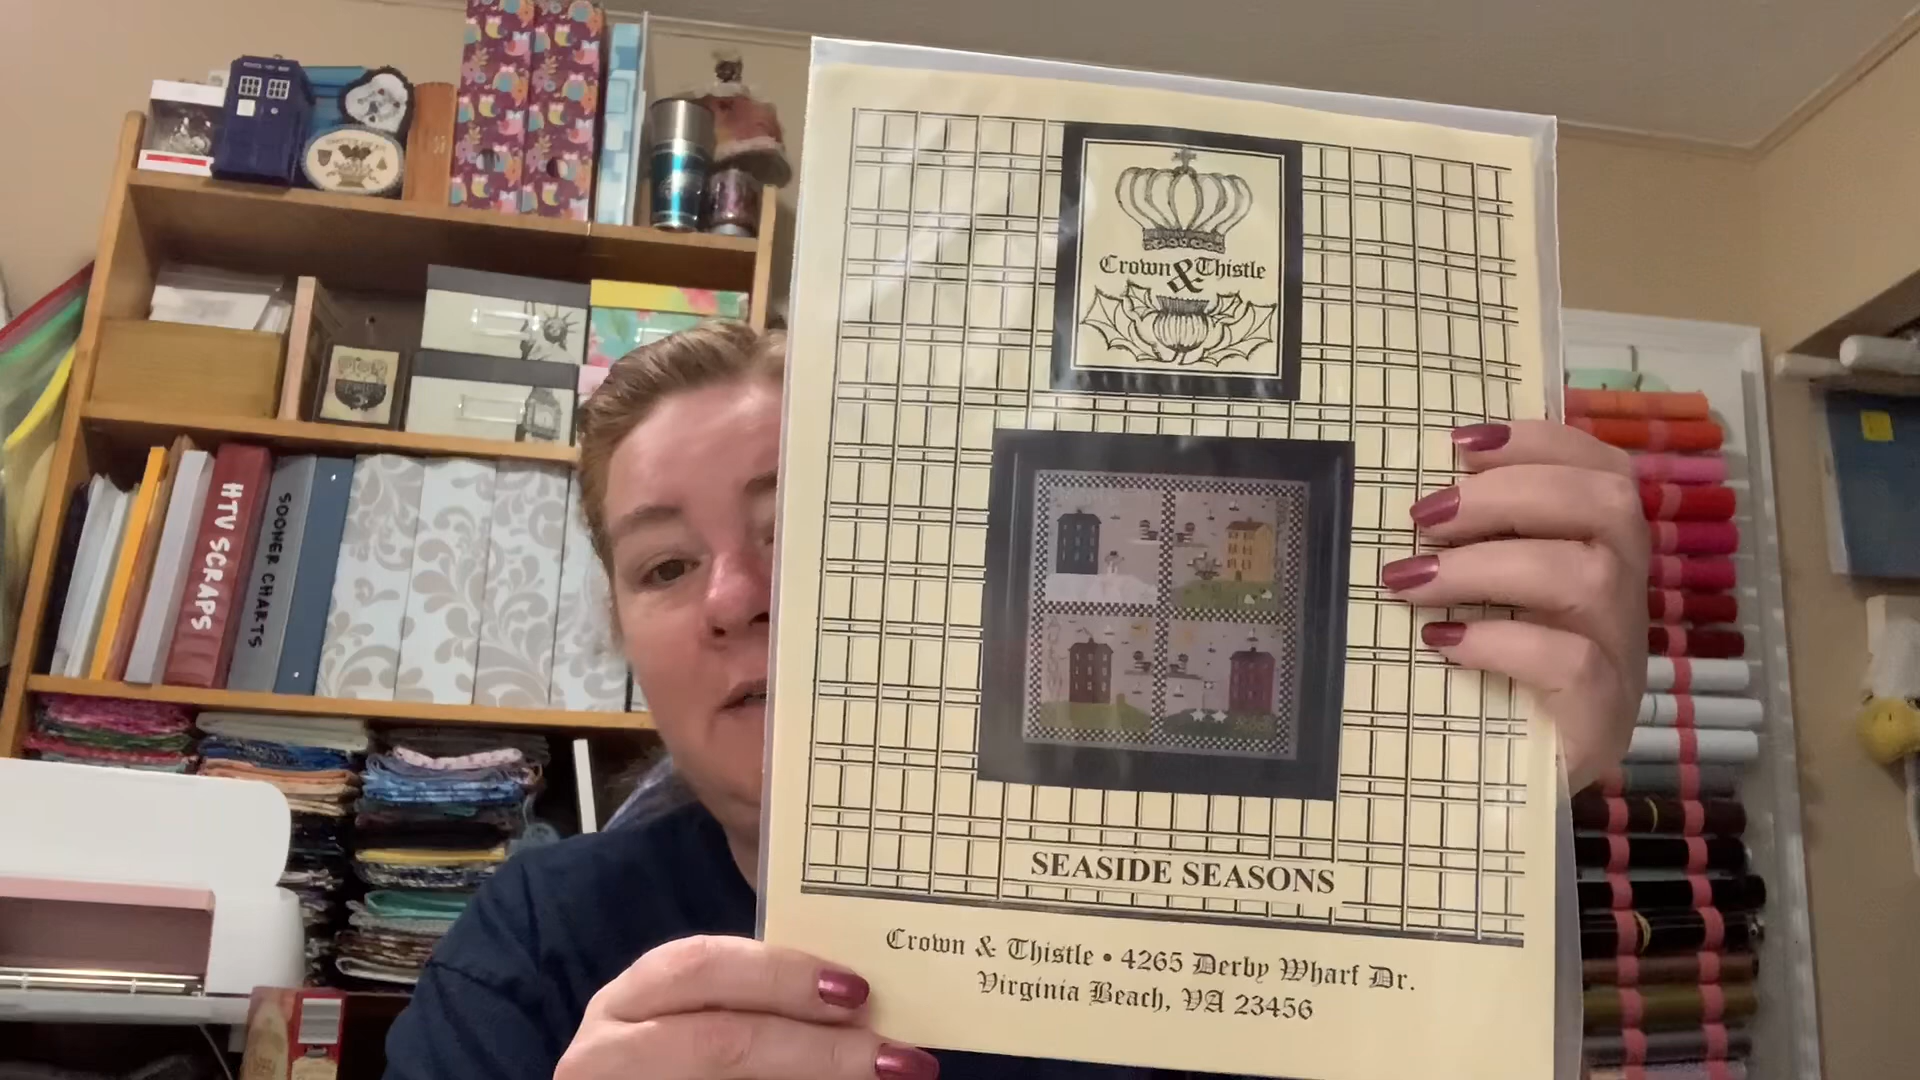 Crown & Thistle
SEASIDE SEASONS
Crown & Thistle • 4265 Derby Wharf Dr.
Virginia Beach, VA 23456
HTV SCRAPS
SOONER CHARTS